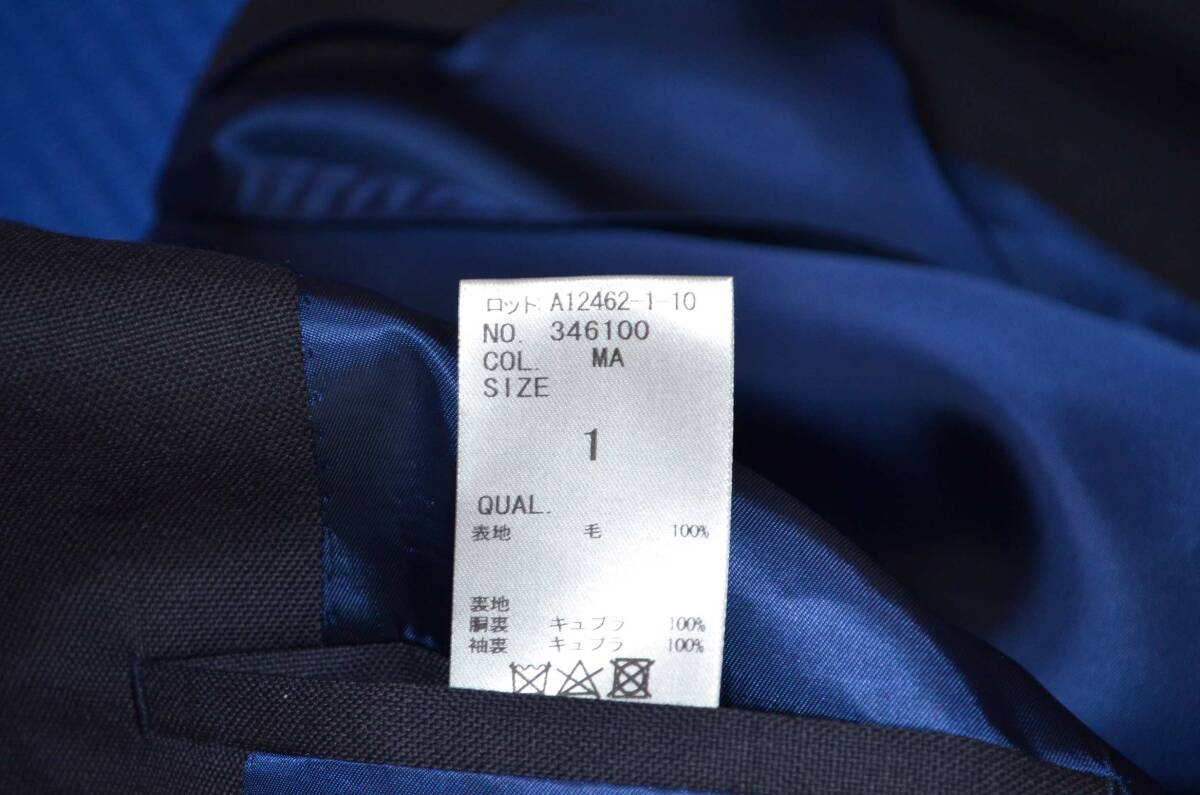 ロット: A12462-1-10
NO. 346100
COL. MA
SIZE
1
QUAL.
表地 毛 100%
裏地
胴裏 キュプラ 100%
袖裏 キュプラ 100%